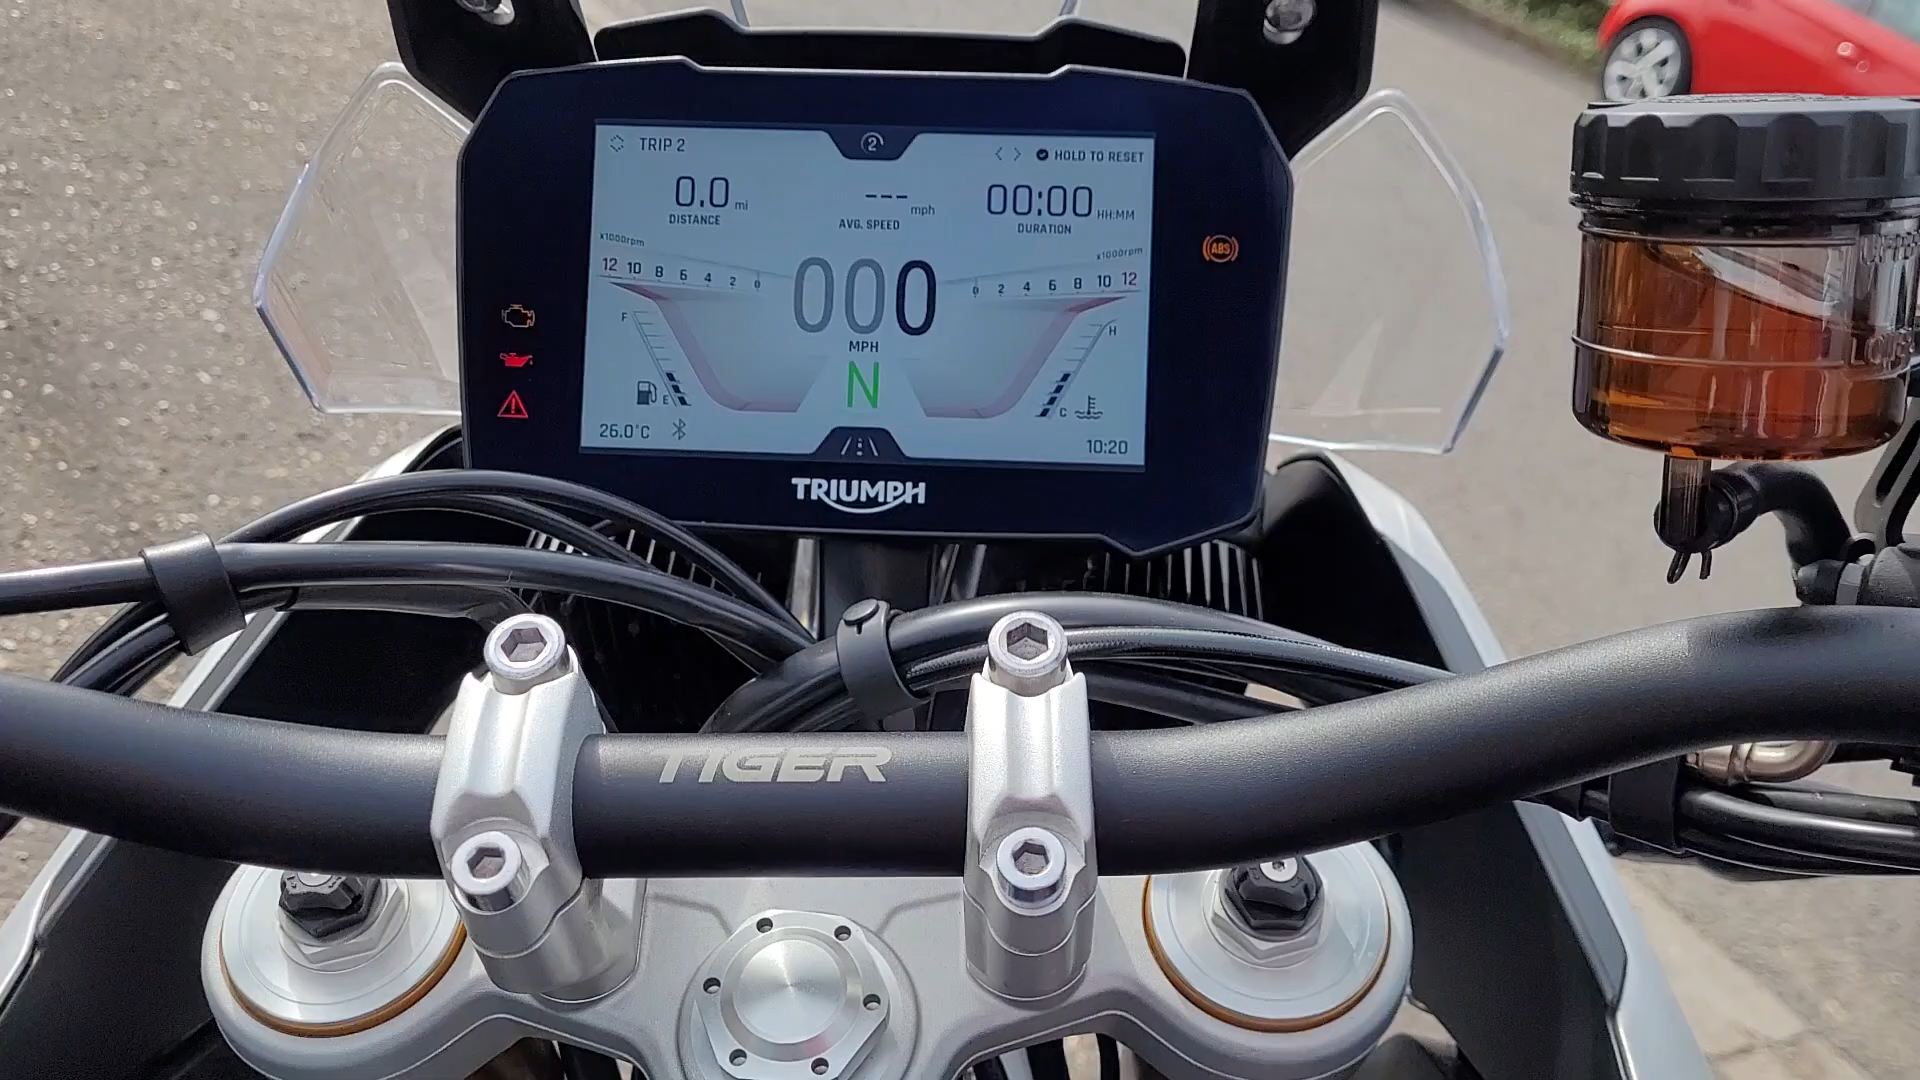 TRIP 2
2
HOLD TO RESET
0.0 mi
DISTANCE
--- mph
AVG. SPEED
00:00 HH:MM
DURATION
x1000rpm
12 10 8 6 4 2 0
x1000rpm
0 2 4 6 8 10 12
000
MPH
N
F
E
H
C
26.0°C
10:20
ABS
TRIUMPH
TIGER